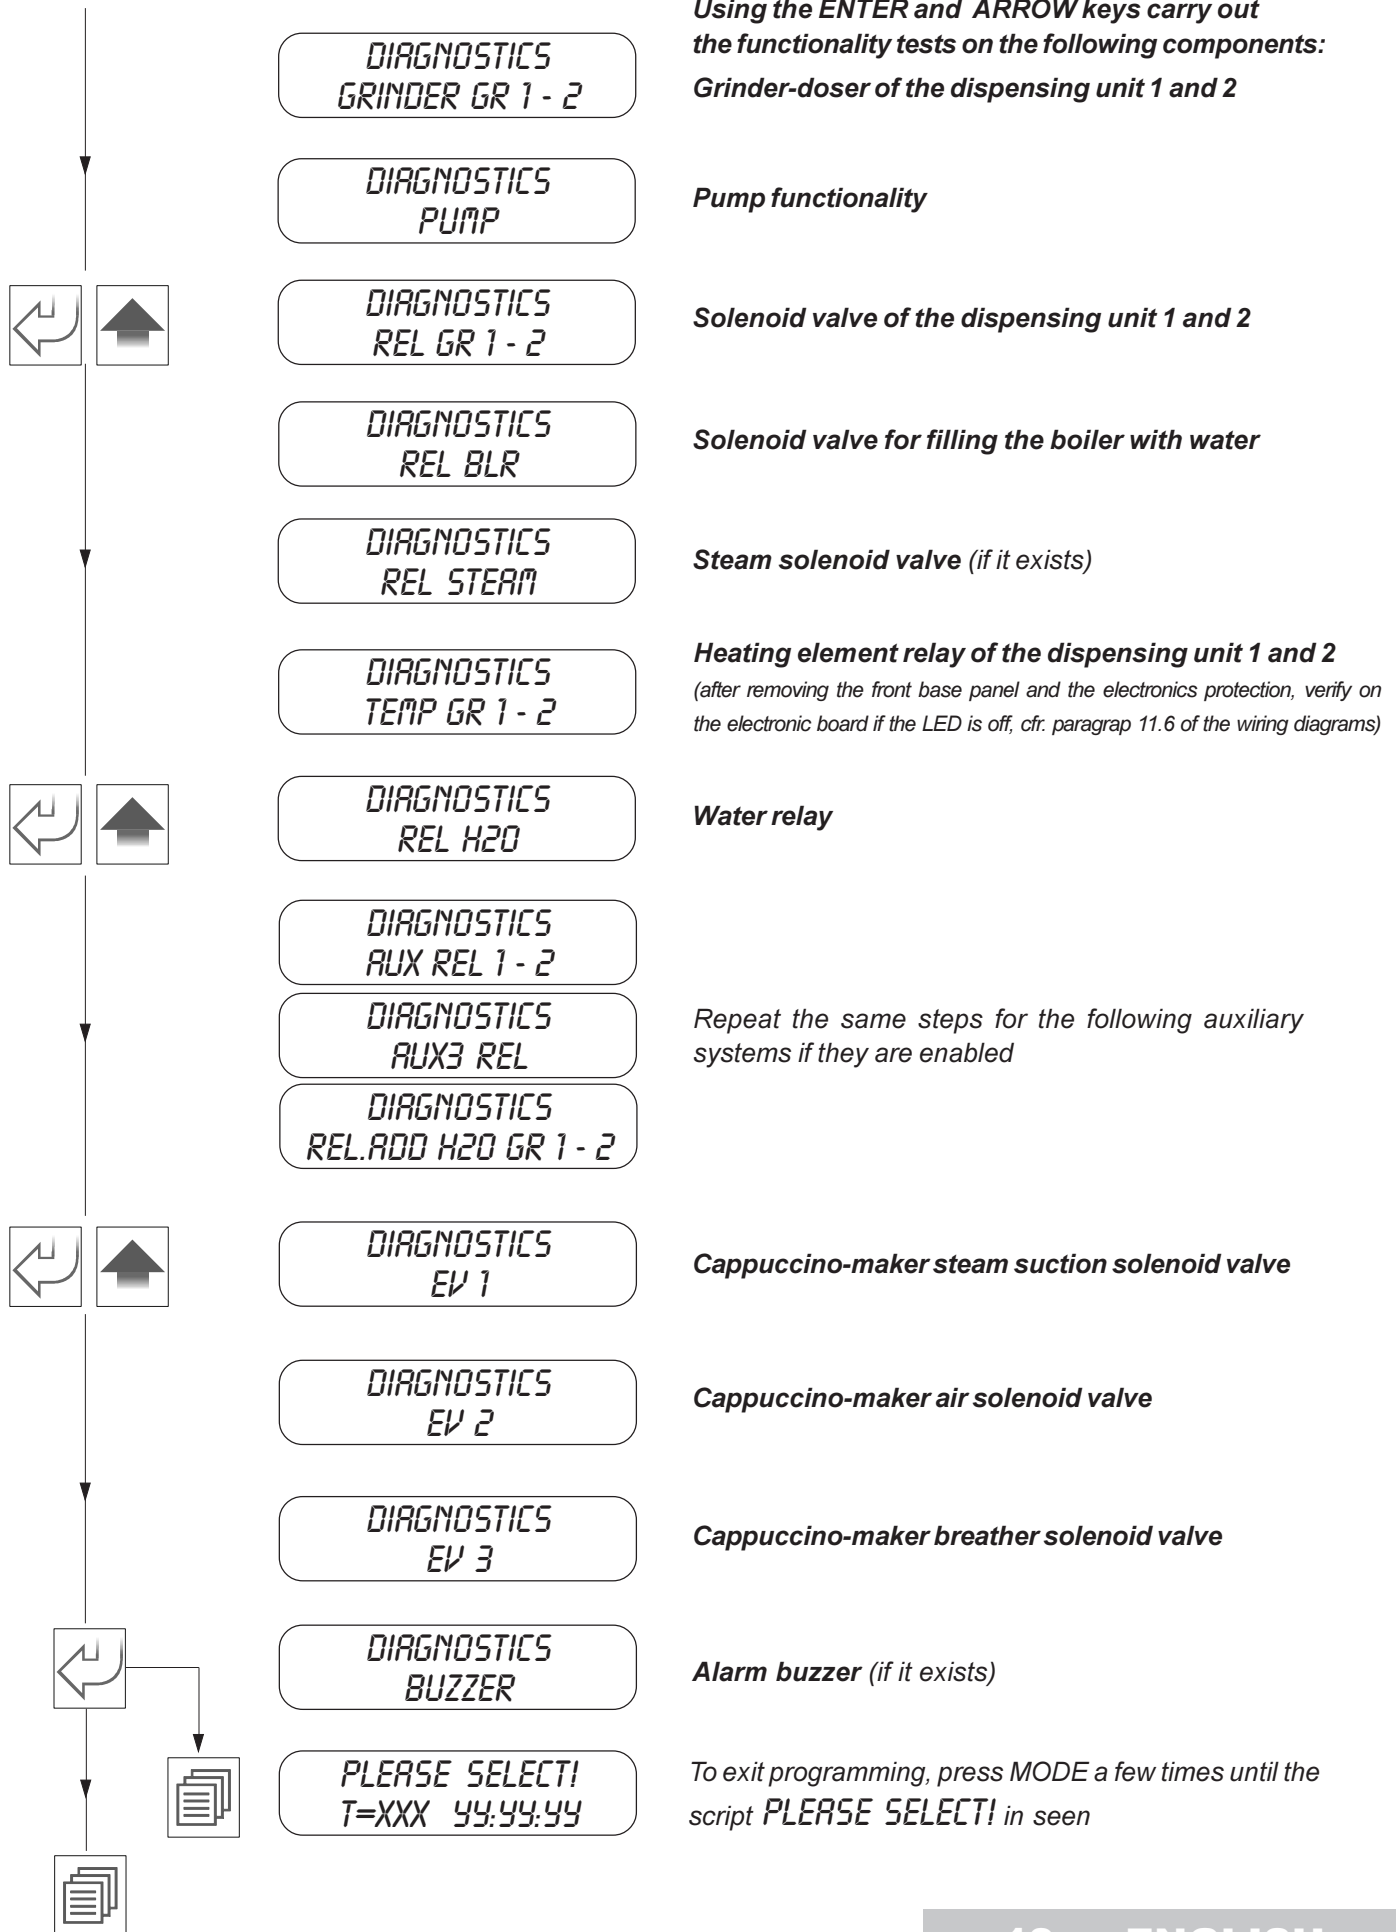 Using the ENTER and ARROW keys carry out
the functionality tests on the following components:
DIAGNOSTICS
GRINDER GR 1 - 2
Grinder-doser of the dispensing unit 1 and 2
DIAGNOSTICS
PUMP
Pump functionality
DIAGNOSTICS
REL GR 1 - 2
Solenoid valve of the dispensing unit 1 and 2
DIAGNOSTICS
REL BLR
Solenoid valve for filling the boiler with water
DIAGNOSTICS
REL STEAM
Steam solenoid valve (if it exists)
DIAGNOSTICS
TEMP GR 1 - 2
Heating element relay of the dispensing unit 1 and 2
(after removing the front base panel and the electronics protection, verify on
the electronic board if the LED is off, cfr. paragrap 11.6 of the wiring diagrams)
DIAGNOSTICS
REL H2O
Water relay
DIAGNOSTICS
AUX REL 1 - 2
DIAGNOSTICS
AUX3 REL
DIAGNOSTICS
REL.ADD H2O GR 1 - 2
Repeat the same steps for the following auxiliary
systems if they are enabled
DIAGNOSTICS
EV 1
Cappuccino-maker steam suction solenoid valve
DIAGNOSTICS
EV 2
Cappuccino-maker air solenoid valve
DIAGNOSTICS
EV 3
Cappuccino-maker breather solenoid valve
DIAGNOSTICS
BUZZER
Alarm buzzer (if it exists)
PLEASE SELECT!
T=XXX YY:YY:YY
To exit programming, press MODE a few times until the
script PLEASE SELECT! in seen
ENGLISH